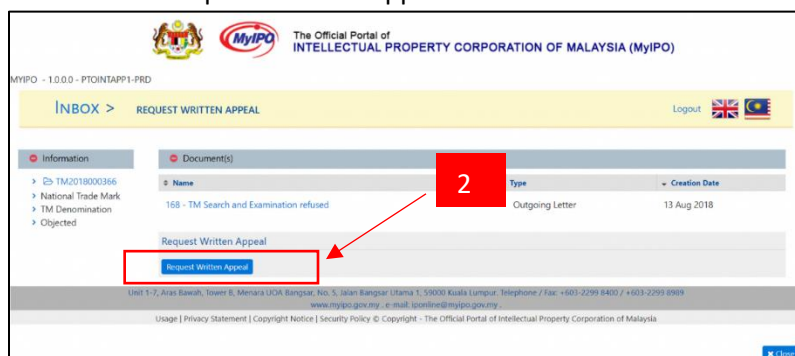 MyIPO
The Official Portal of
INTELLECTUAL PROPERTY CORPORATION OF MALAYSIA (MyIPO)
MYIPO - 1.0.0.0 - PTOINTAPP1-PRD
INBOX > REQUEST WRITTEN APPEAL
Logout
Information
> TM2018000366
> National Trade Mark
> TM Denomination
> Objected
Document(s)
Name Type Creation Date
168 - TM Search and Examination refused Outgoing Letter 13 Aug 2018
2
Request Written Appeal
Request Written Appeal
Unit 1-7, Aras Bawah, Tower B, Menara UOA Bangsar, No. 5, Jalan Bangsar Utama 1, 59000 Kuala Lumpur. Telephone / Fax: +603-2299 8400 / +603-2299 8989
www.myipo.gov.my , e-mail: iponline@myipo.gov.my .
Usage | Privacy Statement | Copyright Notice | Security Policy © Copyright - The Official Portal of Intellectual Property Corporation of Malaysia
Close